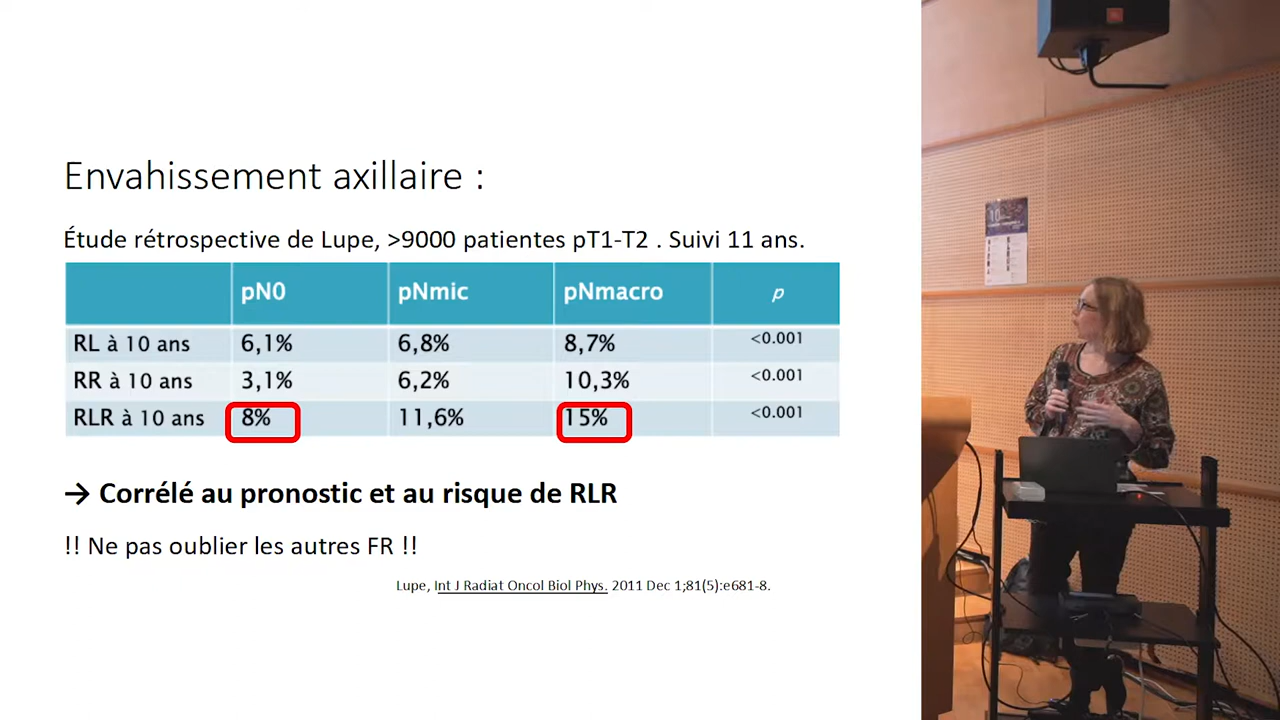 Envahissement axillaire :
Étude rétrospective de Lupe, >9000 patientes pT1-T2 . Suivi 11 ans.
pN0 pNmic pNmacro p
RL à 10 ans 6,1% 6,8% 8,7% <0.001
RR à 10 ans 3,1% 6,2% 10,3% <0.001
RLR à 10 ans 8% 11,6% 15% <0.001
→ Corrélé au pronostic et au risque de RLR
!! Ne pas oublier les autres FR !!
Lupe, Int J Radiat Oncol Biol Phys. 2011 Dec 1;81(5):e681-8.
10